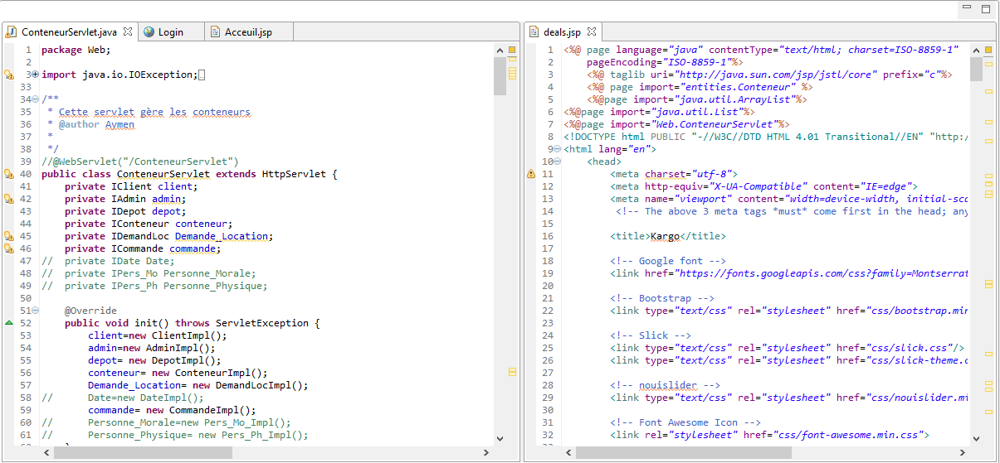 ConteneurServlet.java
Login
Acceuil.jsp
1 package Web;
2
3 import java.io.IOException;
33
34 /**
35  * Cette servlet gère les conteneurs
36  * @author Aymen
37  *
38  */
39 //@WebServlet("/ConteneurServlet")
40 public class ConteneurServlet extends HttpServlet {
41     private IClient client;
42     private IAdmin admin;
43     private IDepot depot;
44     private IConteneur conteneur;
45     private IDemandLoc Demande_Location;
46     private ICommande commande;
47 //  private IDate Date;
48 //  private IPers_Mo Personne_Morale;
49 //  private IPers_Ph Personne_Physique;
50
51     @Override
52     public void init() throws ServletException {
53         client=new ClientImpl();
54         admin=new AdminImpl();
55         depot= new DepotImpl();
56         conteneur= new ConteneurImpl();
57         Demande_Location= new DemandLocImpl();
58 //      Date=new DateImpl();
59         commande= new CommandeImpl();
60 //      Personne_Morale=new Pers_Mo_Impl();
61 //      Personne_Physique= new Pers_Ph_Impl();
deals.jsp
1 <%@ page language="java" contentType="text/html; charset=ISO-8859-1"
2     pageEncoding="ISO-8859-1"%>
3     <%@ taglib uri="http://java.sun.com/jsp/jstl/core" prefix="c"%>
4     <%@ page import="entities.Conteneur" %>
5     <%@page import="java.util.ArrayList"%>
6 <%@page import="java.util.List"%>
7 <%@page import="Web.ConteneurServlet"%>
8 <!DOCTYPE html PUBLIC "-//W3C//DTD HTML 4.01 Transitional//EN" "http:/
9 <html lang="en">
10     <head>
11         <meta charset="utf-8">
12         <meta http-equiv="X-UA-Compatible" content="IE=edge">
13         <meta name="viewport" content="width=device-width, initial-sca
14          <!-- The above 3 meta tags *must* come first in the head; any
15
16         <title>Kargo</title>
17
18         <!-- Google font -->
19         <link href="https://fonts.googleapis.com/css?family=Montserrat
20
21         <!-- Bootstrap -->
22         <link type="text/css" rel="stylesheet" href="css/bootstrap.min
23
24         <!-- Slick -->
25         <link type="text/css" rel="stylesheet" href="css/slick.css"/>
26         <link type="text/css" rel="stylesheet" href="css/slick-theme.c
27
28         <!-- nouislider -->
29         <link type="text/css" rel="stylesheet" href="css/nouislider.mi
30
31         <!-- Font Awesome Icon -->
32         <link rel="stylesheet" href="css/font-awesome.min.css">